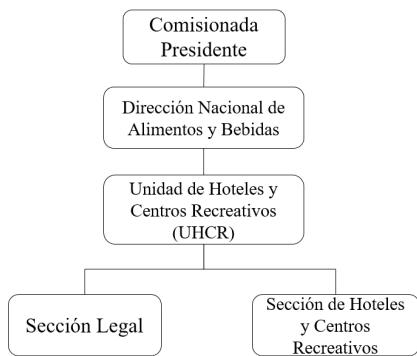 Comisionada
Presidente
Dirección Nacional de
Alimentos y Bebidas
Unidad de Hoteles y
Centros Recreativos
(UHCR)
Sección Legal
Sección de Hoteles
y Centros
Recreativos